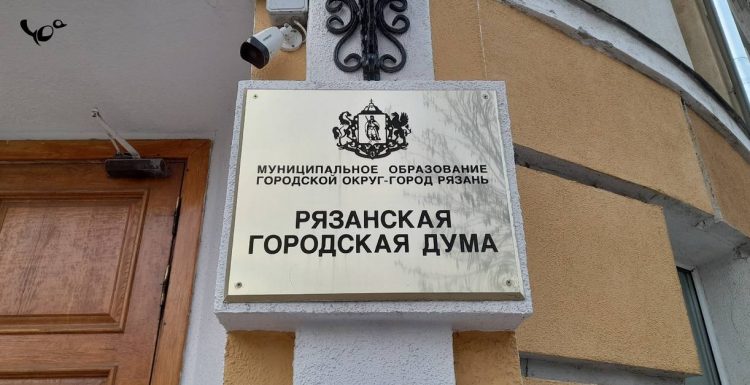 МУНИЦИПАЛЬНОЕ ОБРАЗОВАНИЕ
ГОРОДСКОЙ ОКРУГ-ГОРОД РЯЗАНЬ
РЯЗАНСКАЯ
ГОРОДСКАЯ ДУМА